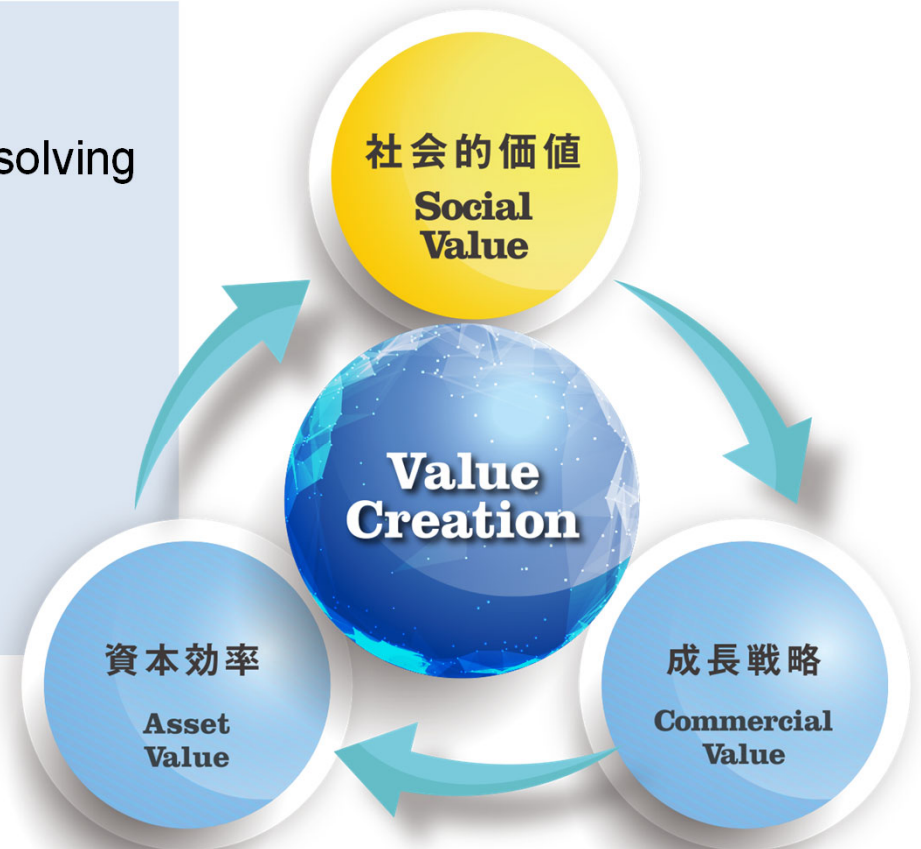 solving
社会的価値
Social
Value
Value
Creation
資本効率
Asset
Value
成長戦略
Commercial
Value